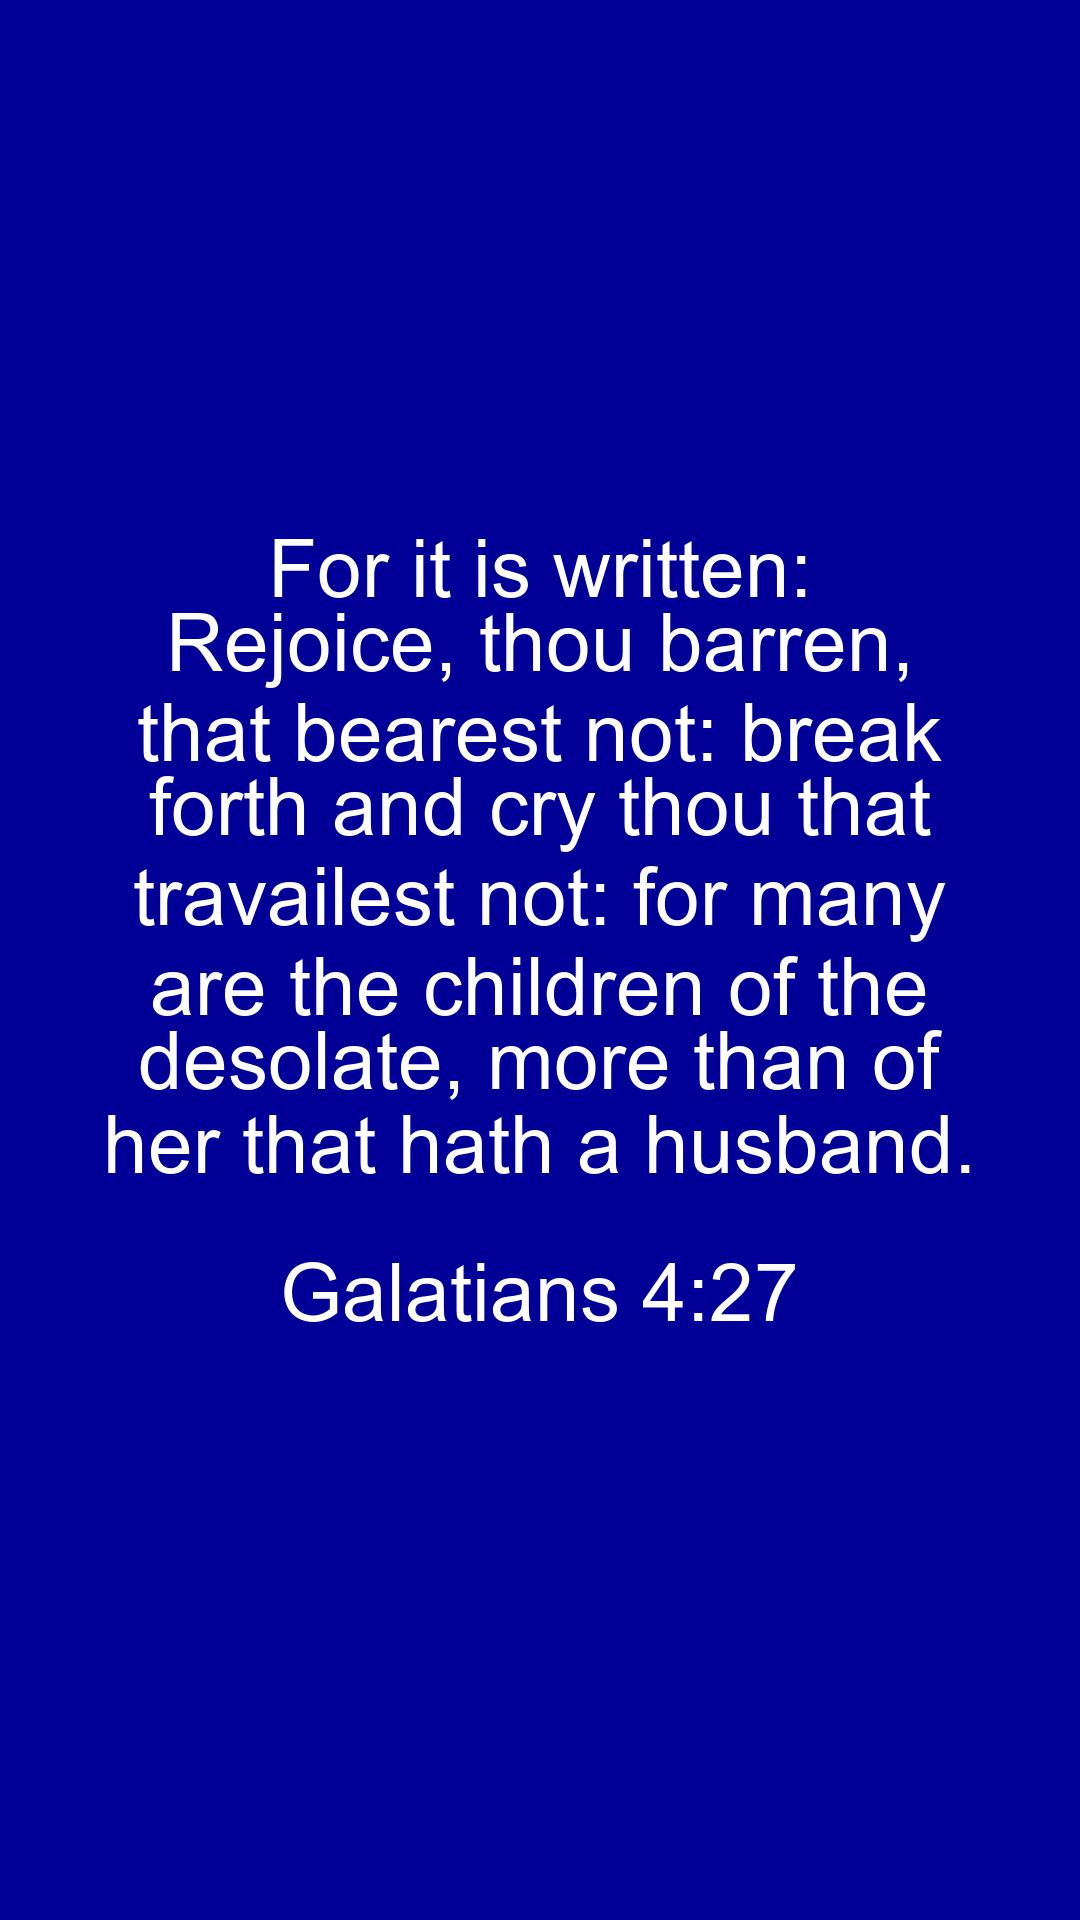 For it is written:
Rejoice, thou barren,
that bearest not: break
forth and cry thou that
travailest not: for many
are the children of the
desolate, more than of
her that hath a husband.
Galatians 4:27